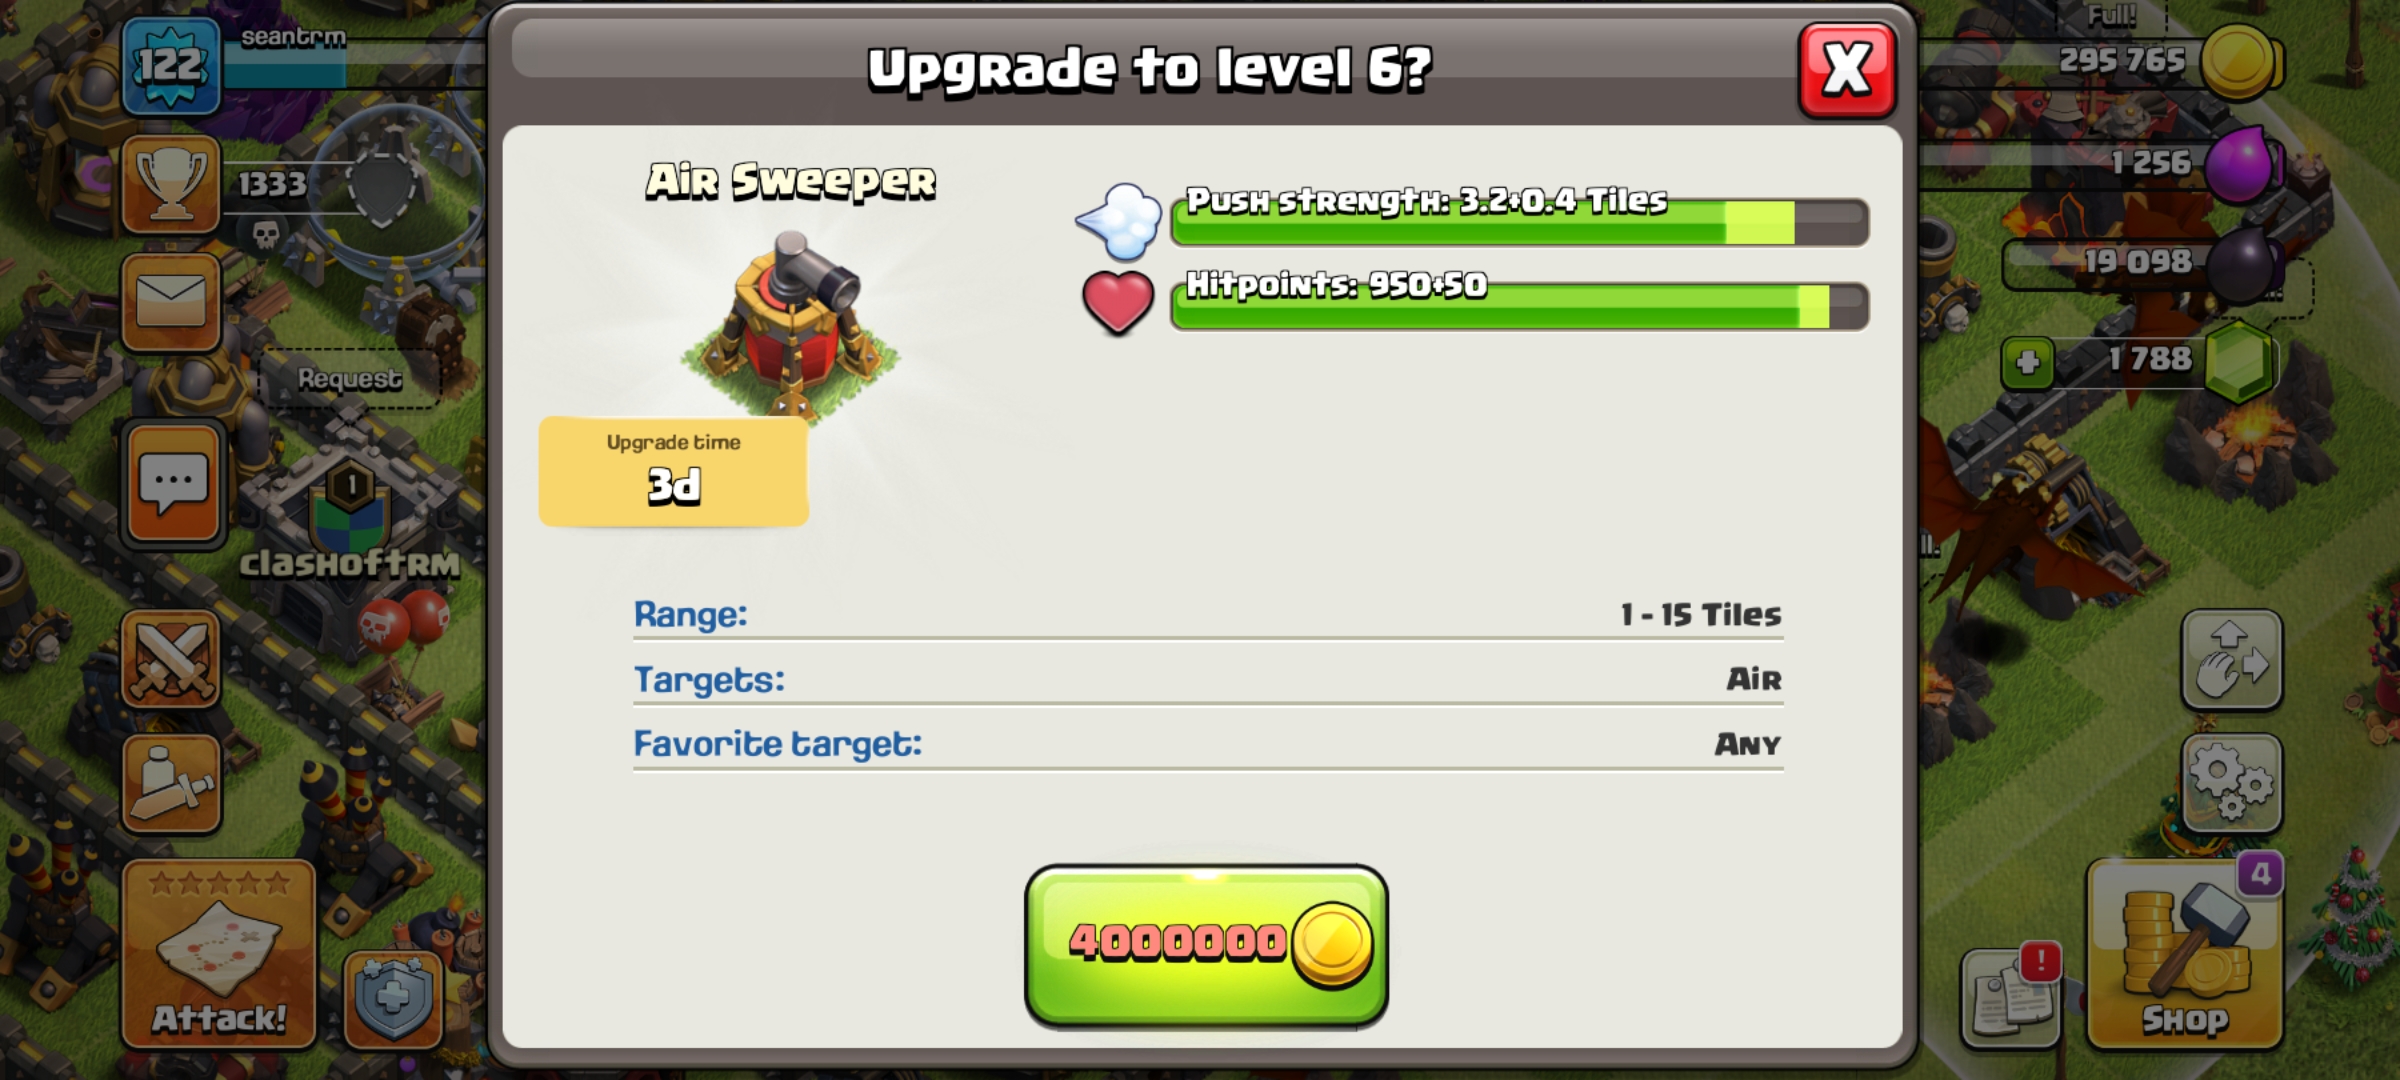 Upgrade to level 6?
X
122
seantrm
1333
Request
1
clashoftrm
Attack!
Air Sweeper
Upgrade time
3d
Push strength: 3.2+0.4 Tiles
Hitpoints: 950+50
Range: 1 - 15 Tiles
Targets: Air
Favorite target: Any
4000000
Full!
295 765
1 256
19 098
1 788
4
!
Shop